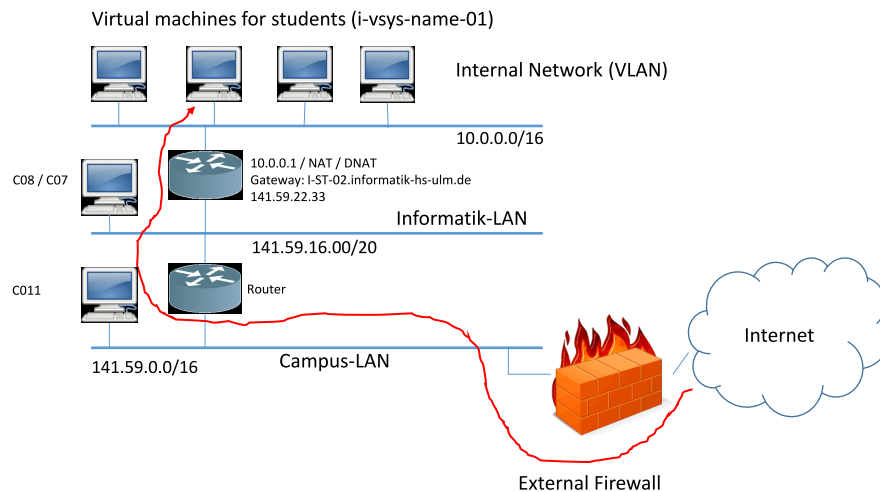 Virtual machines for students (i-vsys-name-01)
Internal Network (VLAN)
10.0.0.0/16
10.0.0.1 / NAT / DNAT
Gateway: I-ST-02.informatik-hs-ulm.de
141.59.22.33
C08 / C07
Informatik-LAN
141.59.16.00/20
C011
Router
Internet
Campus-LAN
141.59.0.0/16
External Firewall